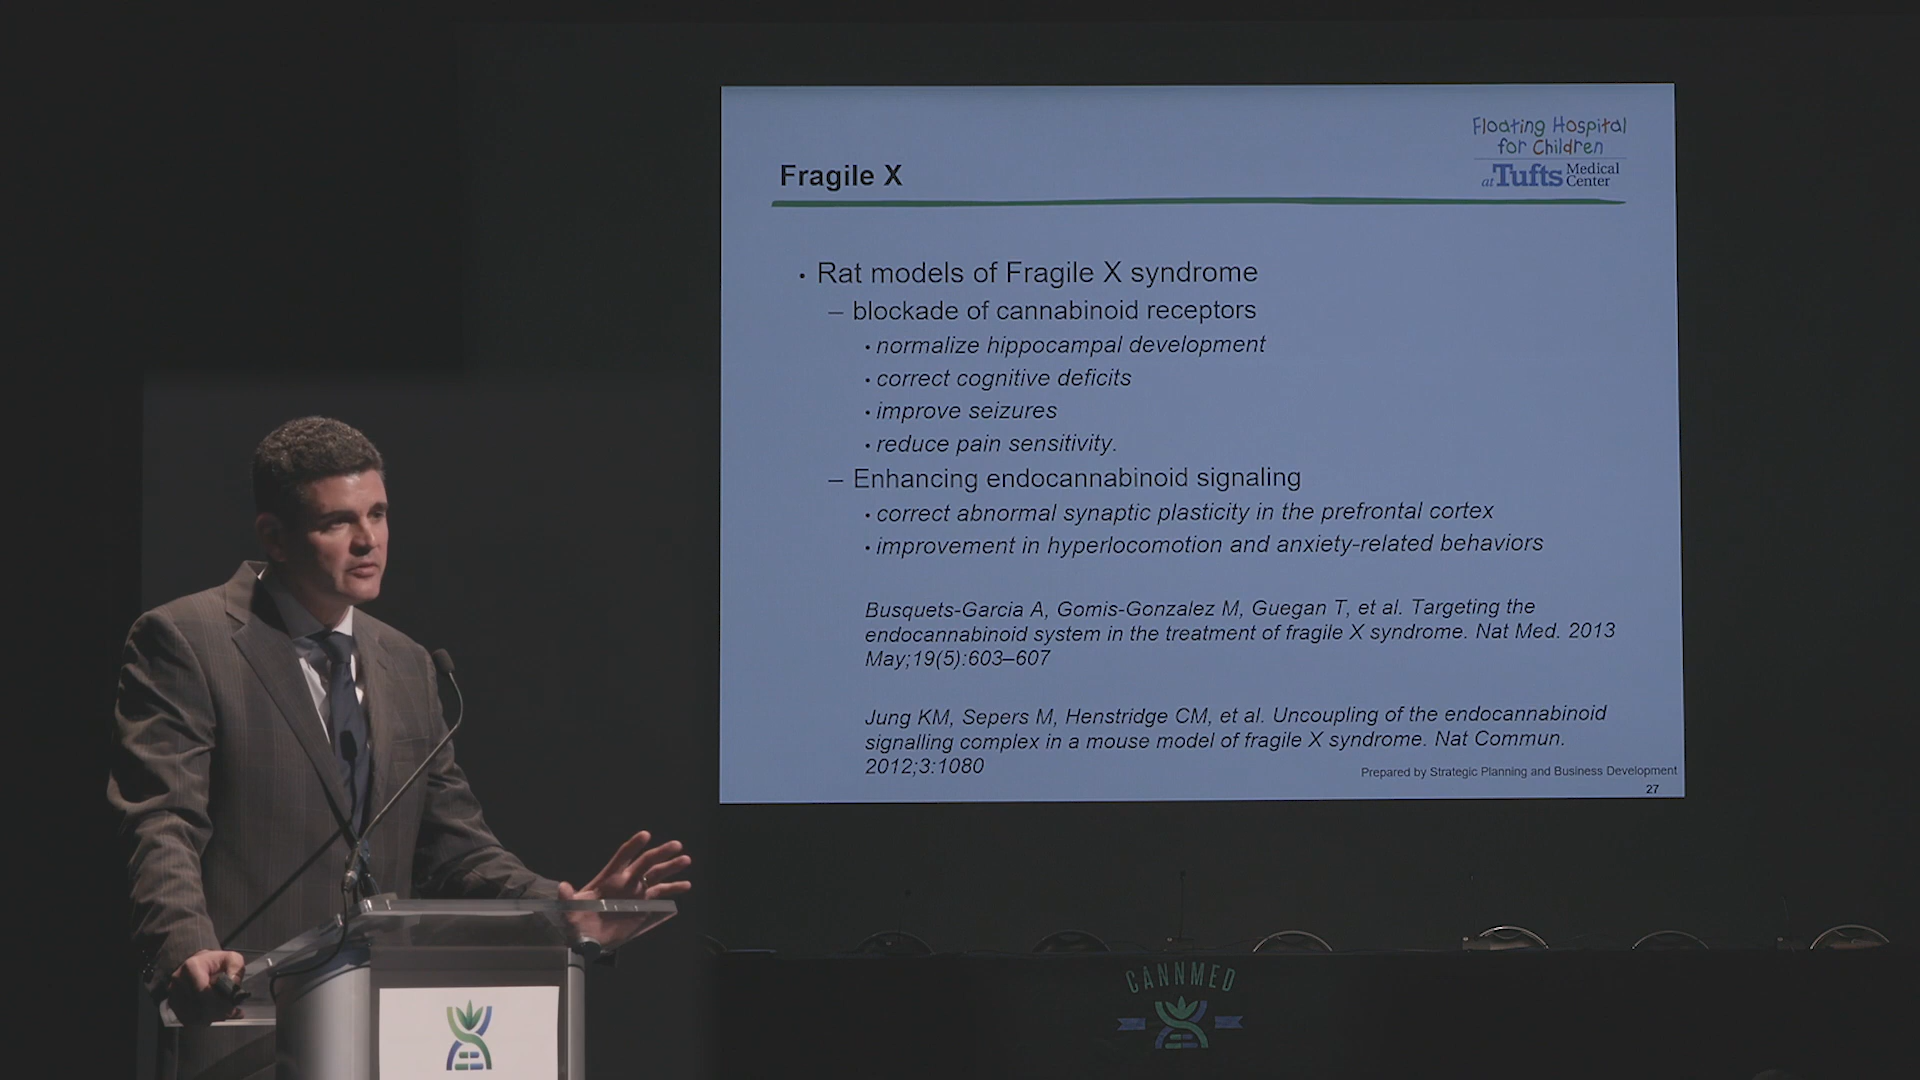 Floating Hospital
for Children
at Tufts Medical
Center
Fragile X
• Rat models of Fragile X syndrome
– blockade of cannabinoid receptors
• normalize hippocampal development
• correct cognitive deficits
• improve seizures
• reduce pain sensitivity.
– Enhancing endocannabinoid signaling
• correct abnormal synaptic plasticity in the prefrontal cortex
• improvement in hyperlocomotion and anxiety-related behaviors
Busquets-Garcia A, Gomis-Gonzalez M, Guegan T, et al. Targeting the
endocannabinoid system in the treatment of fragile X syndrome. Nat Med. 2013
May;19(5):603–607
Jung KM, Sepers M, Henstridge CM, et al. Uncoupling of the endocannabinoid
signalling complex in a mouse model of fragile X syndrome. Nat Commun.
2012;3:1080
Prepared by Strategic Planning and Business Development
27
CANNMED